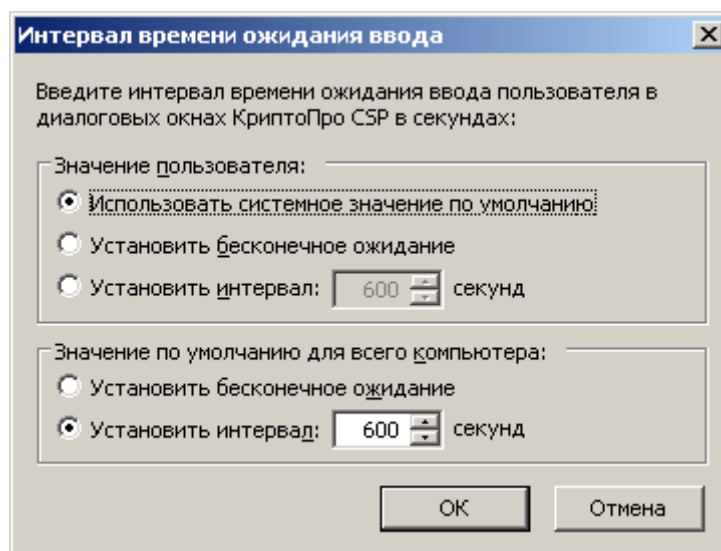 Интервал времени ожидания ввода
Введите интервал времени ожидания ввода пользователя в
диалоговых окнах КриптоПро CSP в секундах:
Значение пользователя:
Использовать системное значение по умолчанию
Установить бесконечное ожидание
Установить интервал: 600 секунд
Значение по умолчанию для всего компьютера:
Установить бесконечное ожидание
Установить интервал: 600 секунд
ОК Отмена